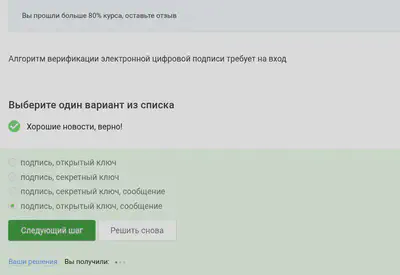 Вы прошли больше 80% курса, оставьте отзыв
Алгоритм верификации электронной цифровой подписи требует на вход
Выберите один вариант из списка
Хорошие новости, верно!
подпись, открытый ключ
подпись, секретный ключ
подпись, секретный ключ, сообщение
подпись, открытый ключ, сообщение
Следующий шаг Решить снова
Ваши решения Вы получили: